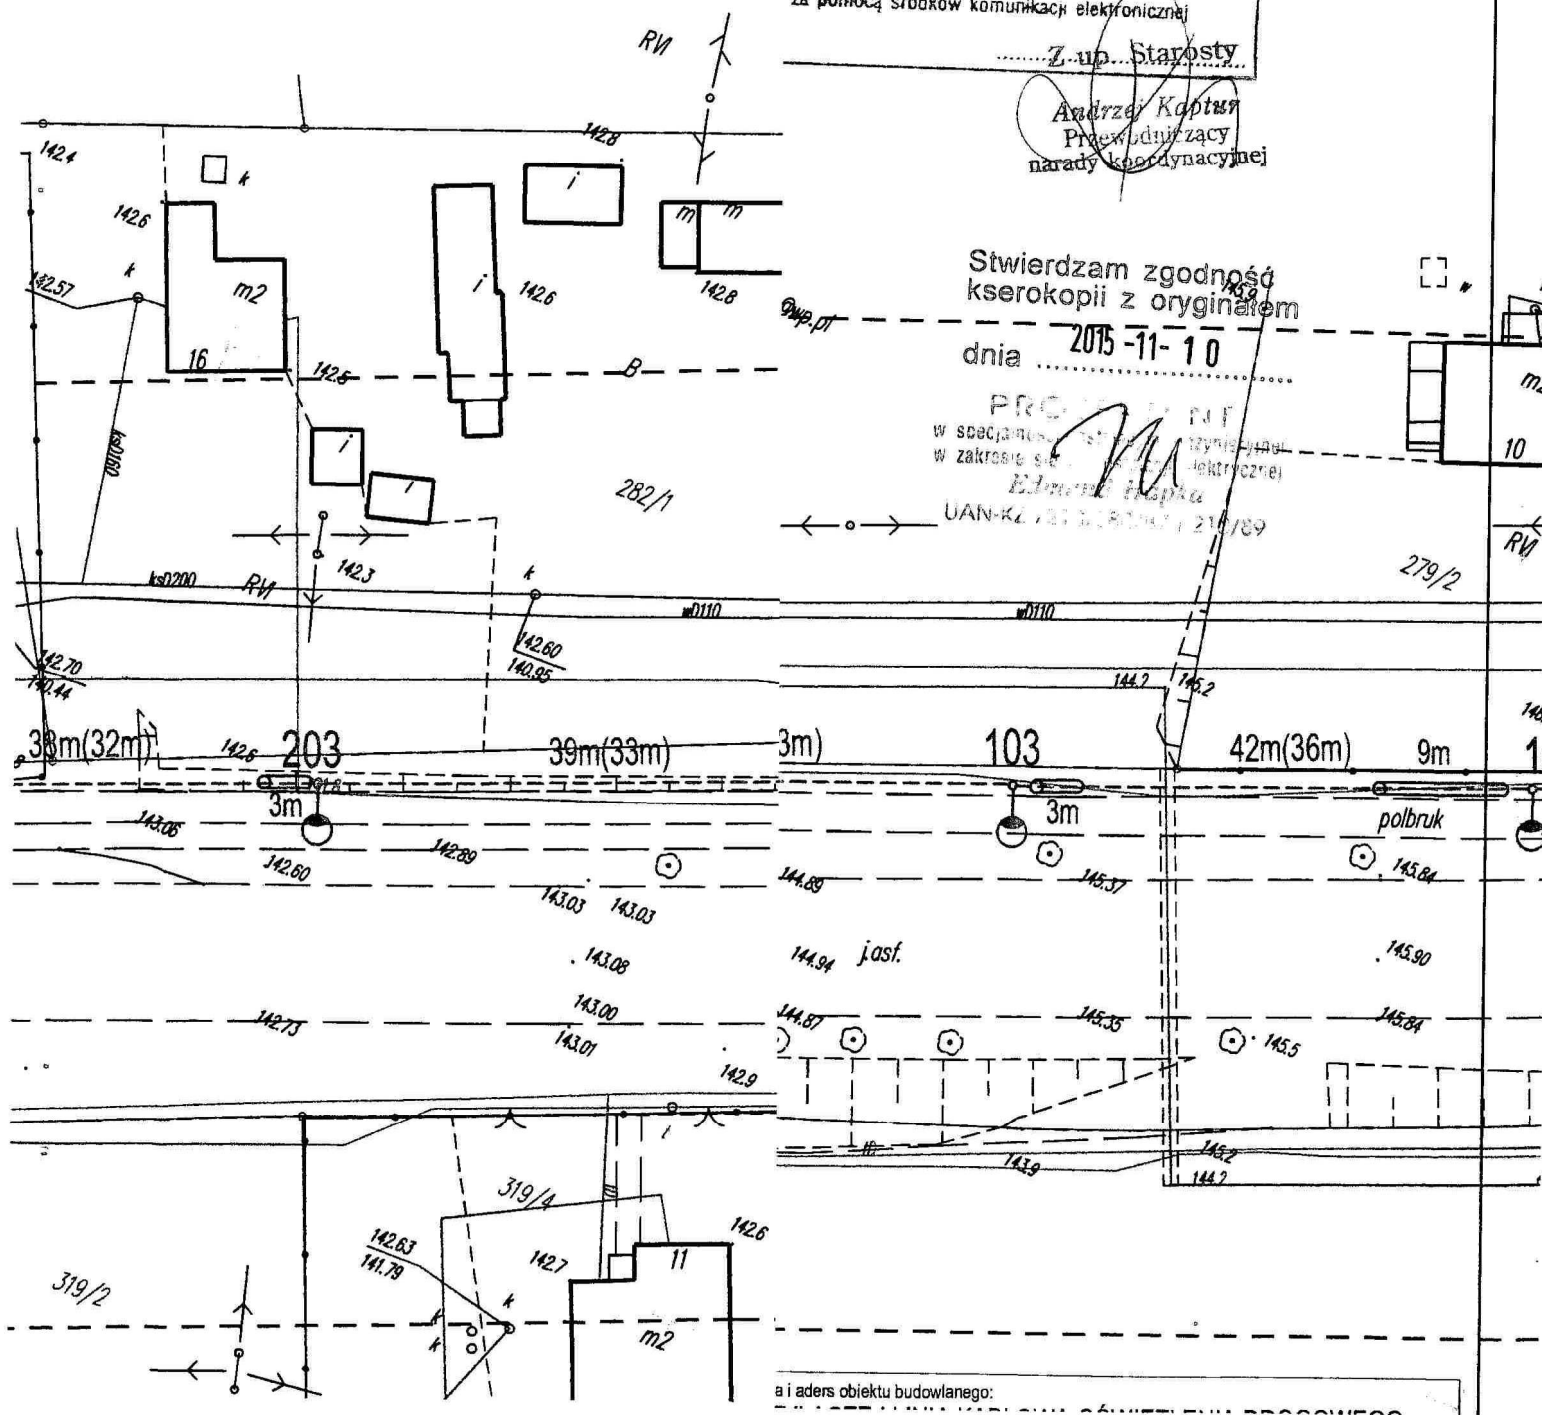 za pomocą środków komunikacji elektronicznej
Z up. Starosty
Andrzej Kaptur
Przewodniczący
narady koordynacyjnej
RVI
142.4
k
142.8
i
142.6
k
m2
142.57
16
142.5
i
142.6
m m
142.8
B
ksD160
i
i
282/1
142.3
ksD200
RVI
k
wD110
142.60
140.95
142.70
140.44
Stwierdzam zgodność
kserokopii z oryginałem
145.9
dnia 2015 -11- 10
w zakresie
UAN-KZ
w
10
RVI
279/2
wD110
144.2
145.2
38m(32m)
142.6
203
39m(33m)
3m)
103
42m(36m)
9m
1
3m
3m
polbruk
143.06
142.60
142.89
143.03
143.03
144.89
145.37
145.84
143.08
144.94
j.asf.
145.90
143.00
142.73
143.01
144.87
145.35
145.84
145.5
142.9
i
143.9
145.2
144.2
319/4
142.63
141.79
142.7
11
142.6
319/2
k
k
k
m2
a i aders obiektu budowlanego: